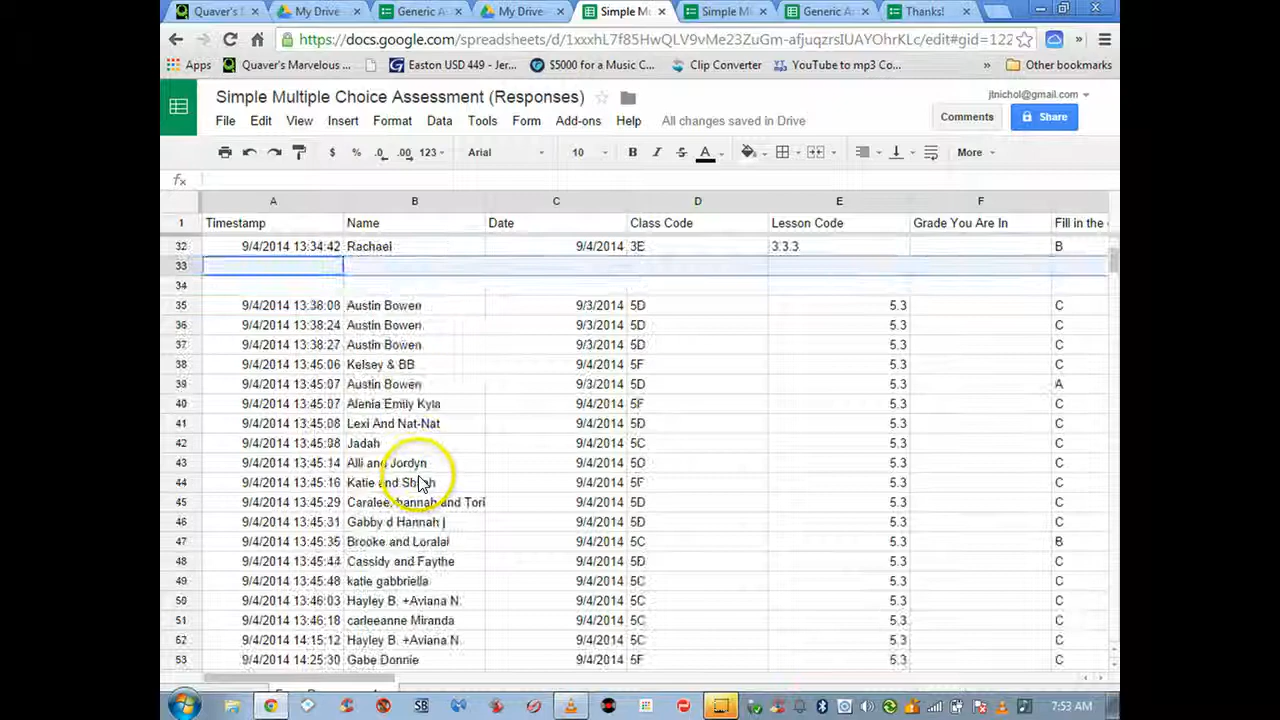 Quaver's
My Drive
Generic A
My Drive
Simple Mu
Simple M
Generic As
Thanks!
https://docs.google.com/spreadsheets/d/1xxxhL7f85HwQLV9vMe23ZuGm-afjuqzrsIUAYOhrKLc/edit#gid=122
Apps Quaver's Marvelous ... Easton USD 449 - Jer... $5000 for a Music C... Clip Converter YouTube to mp3 Co... » Other bookmarks
Simple Multiple Choice Assessment (Responses)
jtnichol@gmail.com
File Edit View Insert Format Data Tools Form Add-ons Help All changes saved in Drive
Comments Share
$ % .0 .00 123 Arial 10 B I S A More
fx
A B C D E F
1 Timestamp Name Date Class Code Lesson Code Grade You Are In Fill in the
32 9/4/2014 13:34:42 Rachael 9/4/2014 3E 3.3.3 B
33
34
35 9/4/2014 13:38:08 Austin Bowen 9/3/2014 5D 5.3 C
36 9/4/2014 13:38:24 Austin Bowen 9/3/2014 5D 5.3 C
37 9/4/2014 13:38:27 Austin Bowen 9/3/2014 5D 5.3 C
38 9/4/2014 13:45:06 Kelsey & BB 9/4/2014 5F 5.3 C
39 9/4/2014 13:45:07 Austin Bowen 9/3/2014 5D 5.3 A
40 9/4/2014 13:45:07 Alenia Emily Kyla 9/4/2014 5F 5.3 C
41 9/4/2014 13:45:08 Lexi And Nat-Nat 9/4/2014 5D 5.3 C
42 9/4/2014 13:45:08 Jadah 9/4/2014 5C 5.3 C
43 9/4/2014 13:45:14 Alli and Jordyn 9/4/2014 5C 5.3 C
44 9/4/2014 13:45:16 Katie and 9/4/2014 5F 5.3 C
45 9/4/2014 13:45:29 Caralee, hannah and Tori 9/4/2014 5D 5.3 C
46 9/4/2014 13:45:31 Gabby d Hannah j 9/4/2014 5D 5.3 C
47 9/4/2014 13:45:35 Brooke and Loralai 9/4/2014 5C 5.3 B
48 9/4/2014 13:45:44 Cassidy and Faythe 9/4/2014 5D 5.3 C
49 9/4/2014 13:45:48 katie gabbriella 9/4/2014 5C 5.3 C
50 9/4/2014 13:46:03 Hayley B. +Aviana N. 9/4/2014 5C 5.3 C
51 9/4/2014 13:46:18 carleeanne Miranda 9/4/2014 5C 5.3 C
52 9/4/2014 14:15:12 Hayley B. +Aviana N. 9/4/2014 5C 5.3 C
53 9/4/2014 14:25:30 Gabe Donnie 9/4/2014 5F 5.3 C
SB
7:53 AM